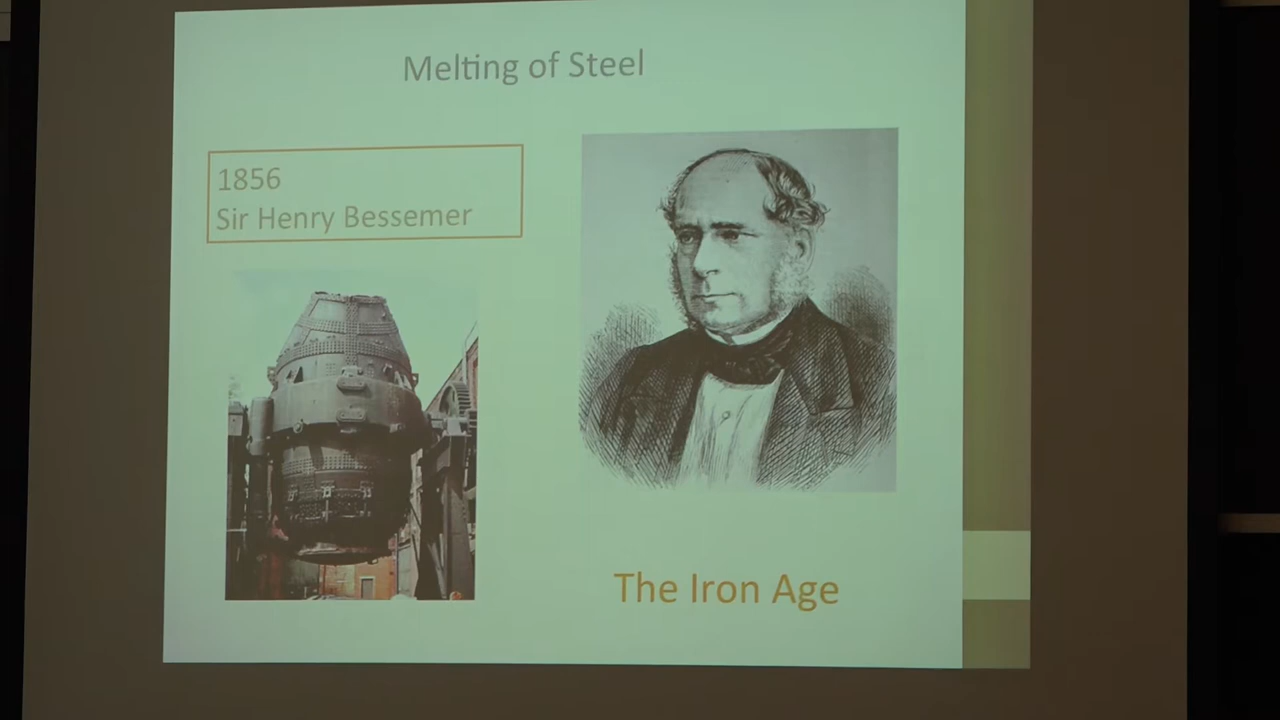 Melting of Steel
1856
Sir Henry Bessemer
The Iron Age